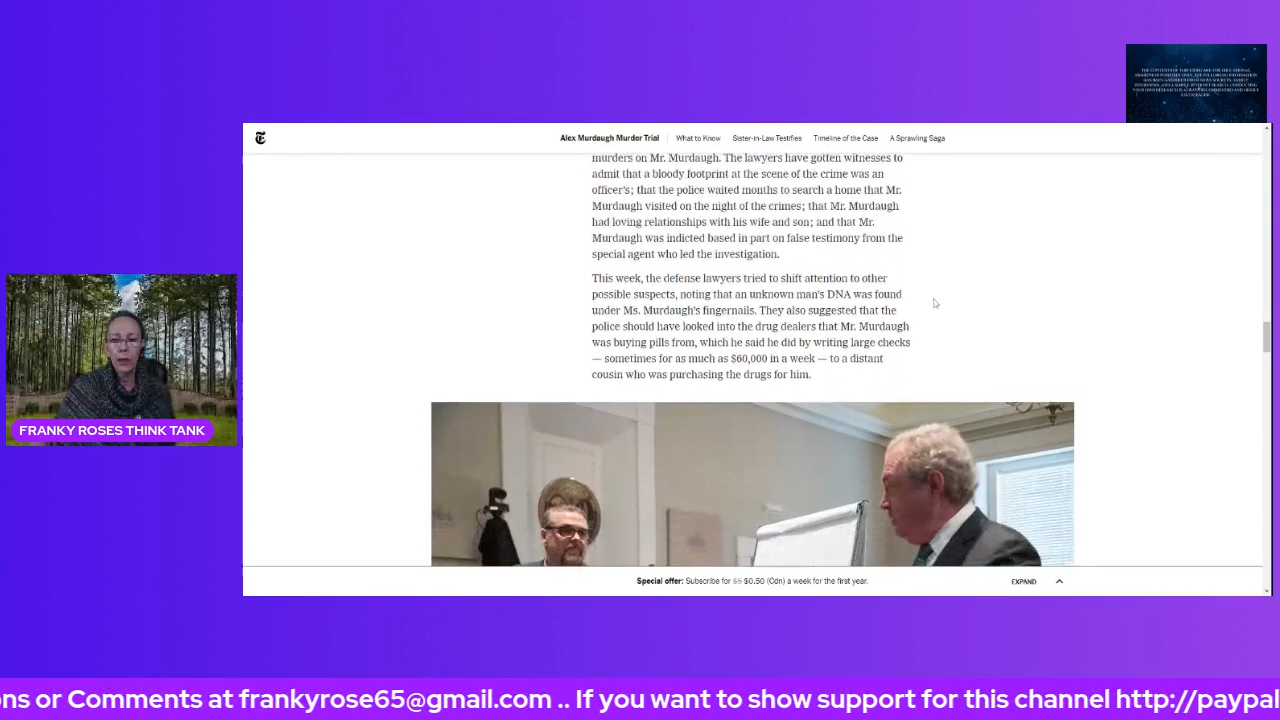 THE CONTENTS OF THIS VIDEO ARE FOR EDUCATIONAL
Alex Murdaugh Murder Trial
What to Know
Sister-in-Law Testifies
Timeline of the Case
A Sprawling Saga
murders on Mr. Murdaugh. The lawyers have gotten witnesses to
admit that a bloody footprint at the scene of the crime was an
officer's; that the police waited months to search a home that Mr.
Murdaugh visited on the night of the crimes; that Mr. Murdaugh
had loving relationships with his wife and son; and that Mr.
Murdaugh was indicted based in part on false testimony from the
special agent who led the investigation.
This week, the defense lawyers tried to shift attention to other
possible suspects, noting that an unknown man's DNA was found
under Ms. Murdaugh's fingernails. They also suggested that the
police should have looked into the drug dealers that Mr. Murdaugh
was buying pills from, which he said he did by writing large checks
— sometimes for as much as $60,000 in a week — to a distant
cousin who was purchasing the drugs for him.
FRANKY ROSES THINK TANK
Special offer: Subscribe for $0.50 (Cdn) a week for the first year.
EXPAND
ns or Comments at frankyrose65@gmail.com .. If you want to show support for this channel http://paypal